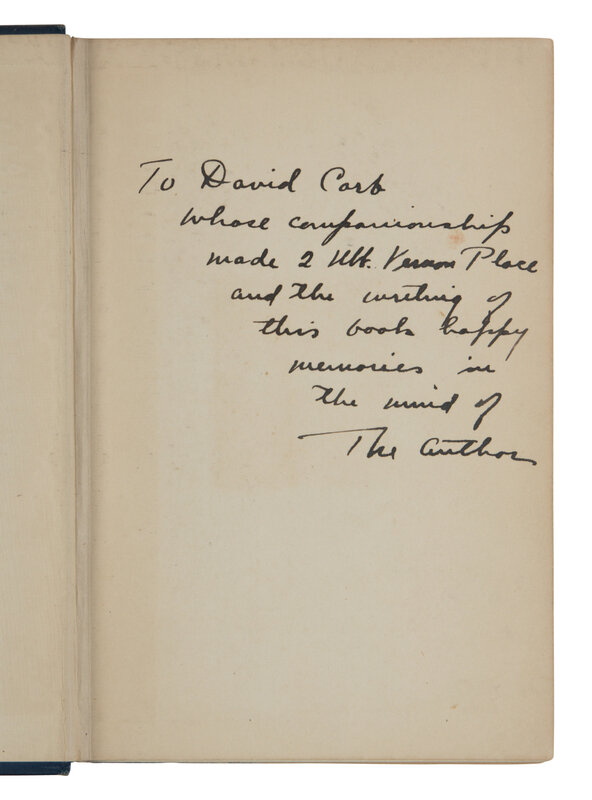 To David Carb
whose companionship
made 2 Mt. Vernon Place
and the writing of
this book happy
memories in
the mind of
The Author